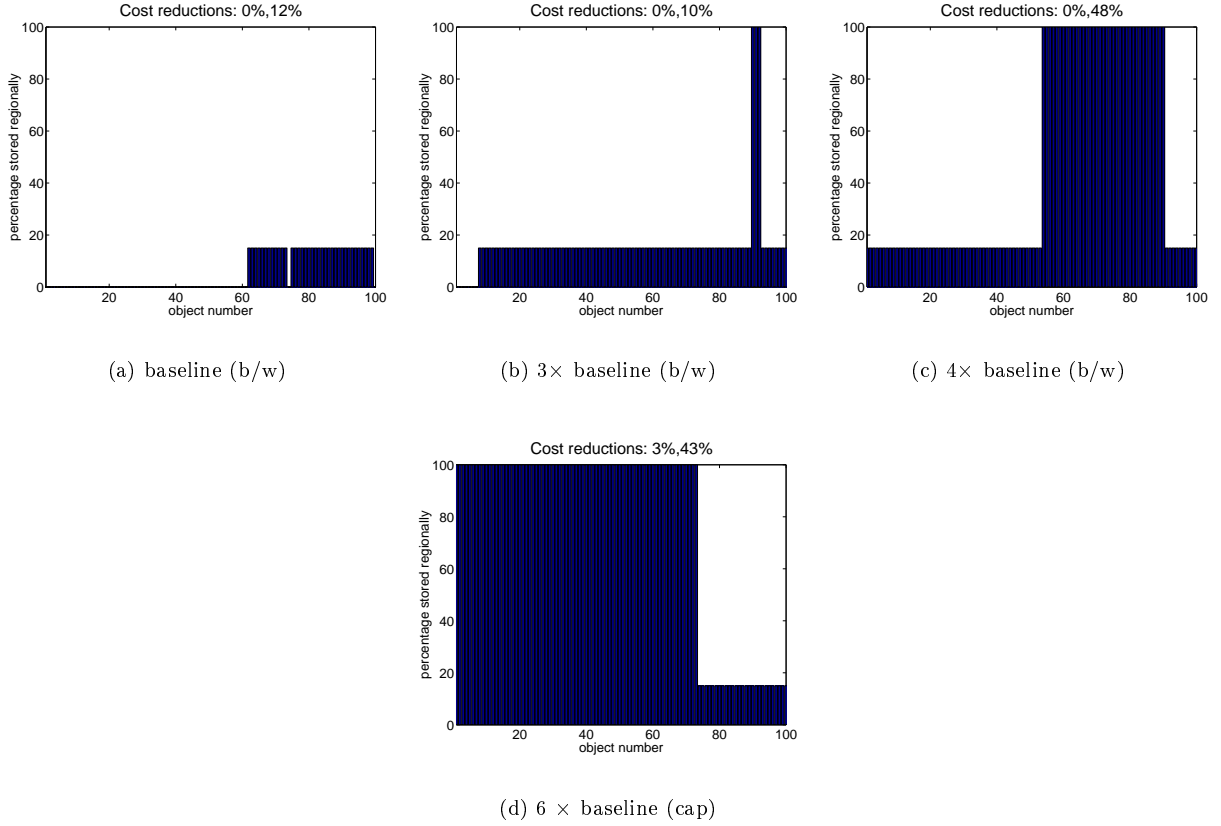 Cost reductions: 0%,12%
100
80
60
40
20
0
percentage stored regionally
20 40 60 80 100
object number
(a) baseline (b/w)
Cost reductions: 0%,10%
100
80
60
40
20
0
percentage stored regionally
20 40 60 80 100
object number
(b) 3× baseline (b/w)
Cost reductions: 0%,48%
100
80
60
40
20
0
percentage stored regionally
20 40 60 80 100
object number
(c) 4× baseline (b/w)
Cost reductions: 3%,43%
100
80
60
40
20
0
percentage stored regionally
20 40 60 80 100
object number
(d) 6 × baseline (cap)